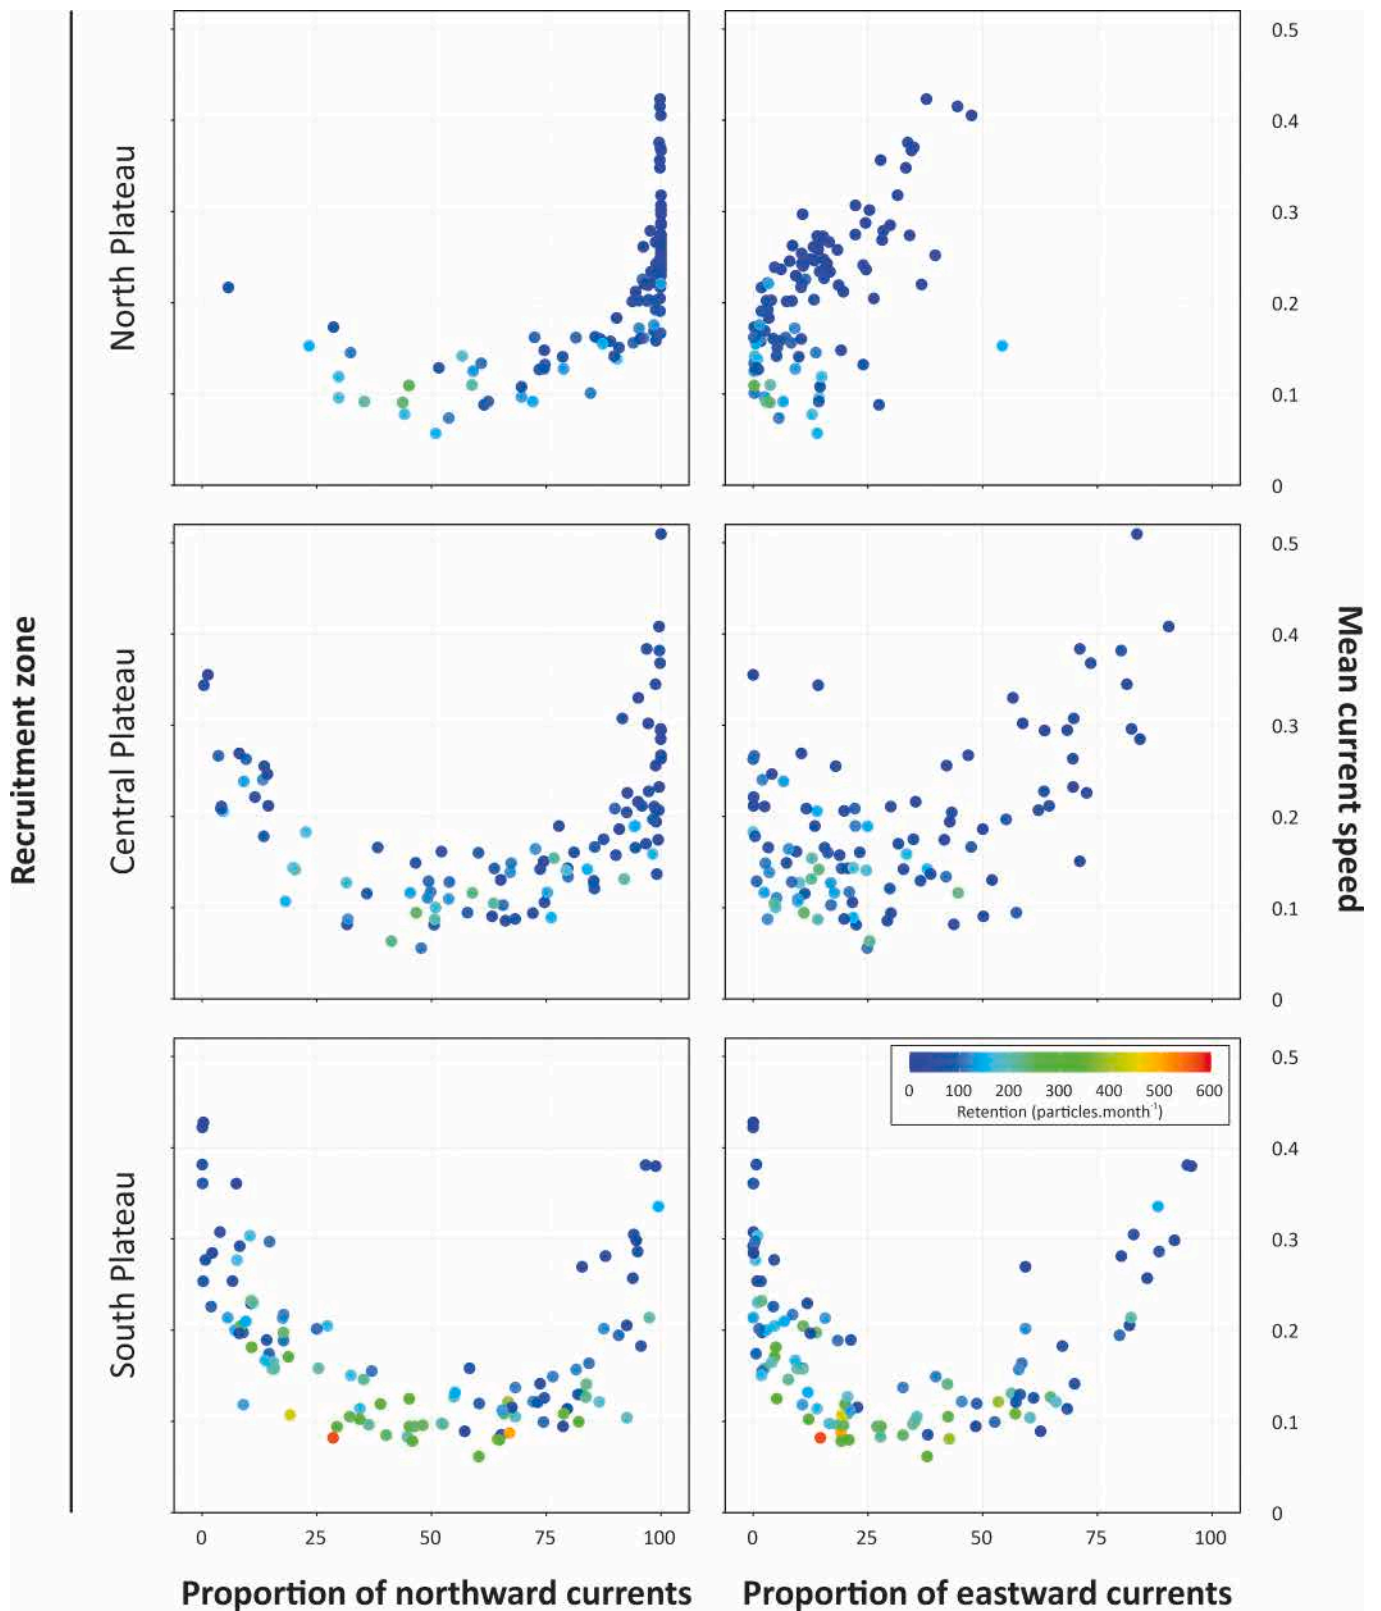 Recruitment zone
North Plateau
Central Plateau
South Plateau
0.5
0.4
0.3
0.2
0.1
0
0.5
0.4
0.3
0.2
0.1
0
0.5
0.4
0.3
0.2
0.1
0
Mean current speed
0 100 200 300 400 500 600
Retention (particles.month⁻¹)
0 25 50 75 100
0 25 50 75 100
Proportion of northward currents
Proportion of eastward currents